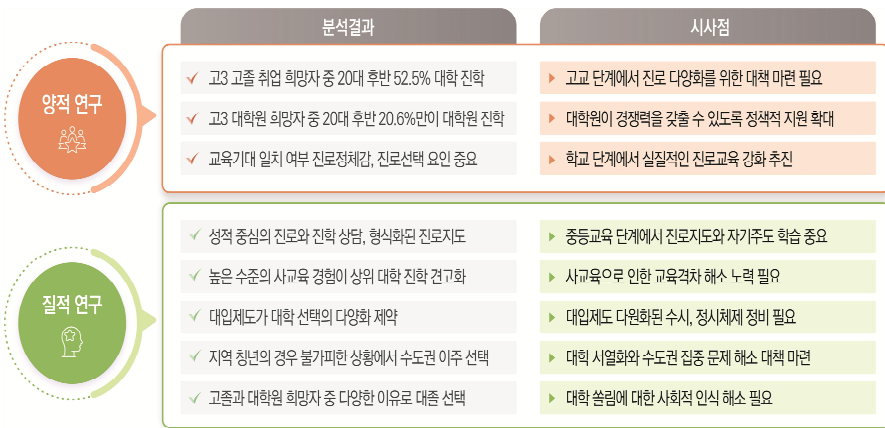 분석결과
시사점
양적 연구
고3 고졸 취업 희망자 중 20대 후반 52.5% 대학 진학
고교 단계에서 진로 다양화를 위한 대책 마련 필요
고3 대학원 희망자 중 20대 후반 20.6%만이 대학원 진학
대학원이 경쟁력을 갖출 수 있도록 정책적 지원 확대
교육기대 일치 여부 진로정체감, 진로선택 요인 중요
학교 단계에서 실질적인 진로교육 강화 추진
질적 연구
성적 중심의 진로와 진학 상담, 형식화된 진로지도
중등교육 단계에서 진로지도와 자기주도 학습 중요
높은 수준의 사교육 경험이 상위 대학 진학 견고화
사교육으로 인한 교육격차 해소 노력 필요
대입제도가 대학 선택의 다양화 제약
대입제도 다원화된 수시, 정시체제 정비 필요
지역 청년의 경우 불가피한 상황에서 수도권 이주 선택
대학 서열화와 수도권 집중 문제 해소 대책 마련
고졸과 대학원 희망자 중 다양한 이유로 대졸 선택
대학 쏠림에 대한 사회적 인식 해소 필요